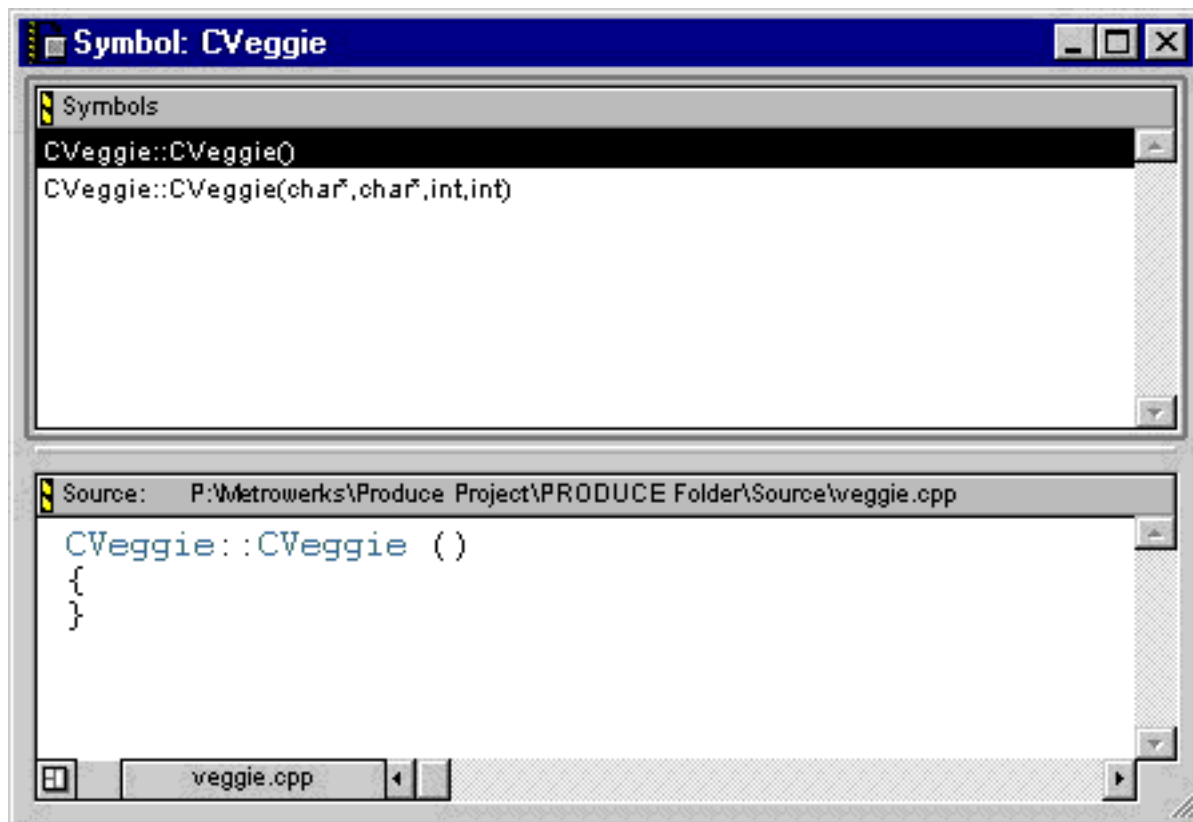 Symbol: CVeggie
Symbols
CVeggie::CVeggie()
CVeggie::CVeggie(char*,char*,int,int)
Source: P:\Metrowerks\Produce Project\PRODUCE Folder\Source\veggie.cpp
CVeggie::CVeggie ()
{
}
veggie.cpp